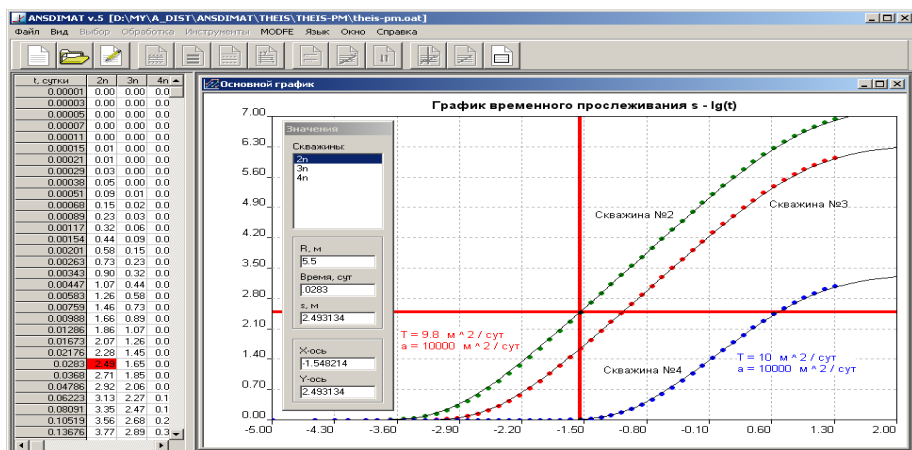 ANSDIMAT v.5 [D:\MY\A_DIST\ANSDIMAT\THEIS\THEIS-PM\theis-pm.oat]
Файл Вид Выбор Обработка Инструменты MODFE Язык Окно Справка
t, сутки 2n 3n 4n
0.00001 0.00 0.00 0.0
0.00003 0.00 0.00 0.0
0.00005 0.00 0.00 0.0
0.00007 0.00 0.00 0.0
0.00011 0.00 0.00 0.0
0.00015 0.01 0.00 0.0
0.00021 0.01 0.00 0.0
0.00029 0.03 0.00 0.0
0.00038 0.05 0.00 0.0
0.00051 0.09 0.01 0.0
0.00068 0.15 0.02 0.0
0.00089 0.23 0.03 0.0
0.00117 0.32 0.06 0.0
0.00154 0.44 0.09 0.0
0.00201 0.58 0.15 0.0
0.00263 0.73 0.23 0.0
0.00343 0.90 0.32 0.0
0.00447 1.07 0.44 0.0
0.00583 1.26 0.58 0.0
0.00759 1.46 0.73 0.0
0.00988 1.66 0.89 0.0
0.01286 1.86 1.07 0.0
0.01673 2.07 1.26 0.0
0.02176 2.28 1.45 0.0
0.0283 2.49 1.65 0.0
0.0368 2.71 1.85 0.0
0.04786 2.92 2.06 0.0
0.06223 3.13 2.27 0.1
0.08091 3.35 2.47 0.1
0.10519 3.56 2.68 0.2
0.13676 3.77 2.89 0.3
Основной график
График временного прослеживания s - lg(t)
7.00
6.30
5.60
4.90
4.20
3.50
2.80
2.10
1.40
0.70
0.00
-5.00 -4.30 -3.60 -2.90 -2.20 -1.50 -0.80 -0.10 0.60 1.30 2.00
Значения
Скважины:
2n
3n
4n
R, м
5.5
Время, сут
.0283
s, м
2.493134
X-ось
-1.548214
Y-ось
2.493134
Скважина №2
Скважина №3
Скважина №4
T = 9.8 м^2 / сут
a = 10000 м^2 / сут
T = 10 м^2 / сут
a = 10000 м^2 / сут